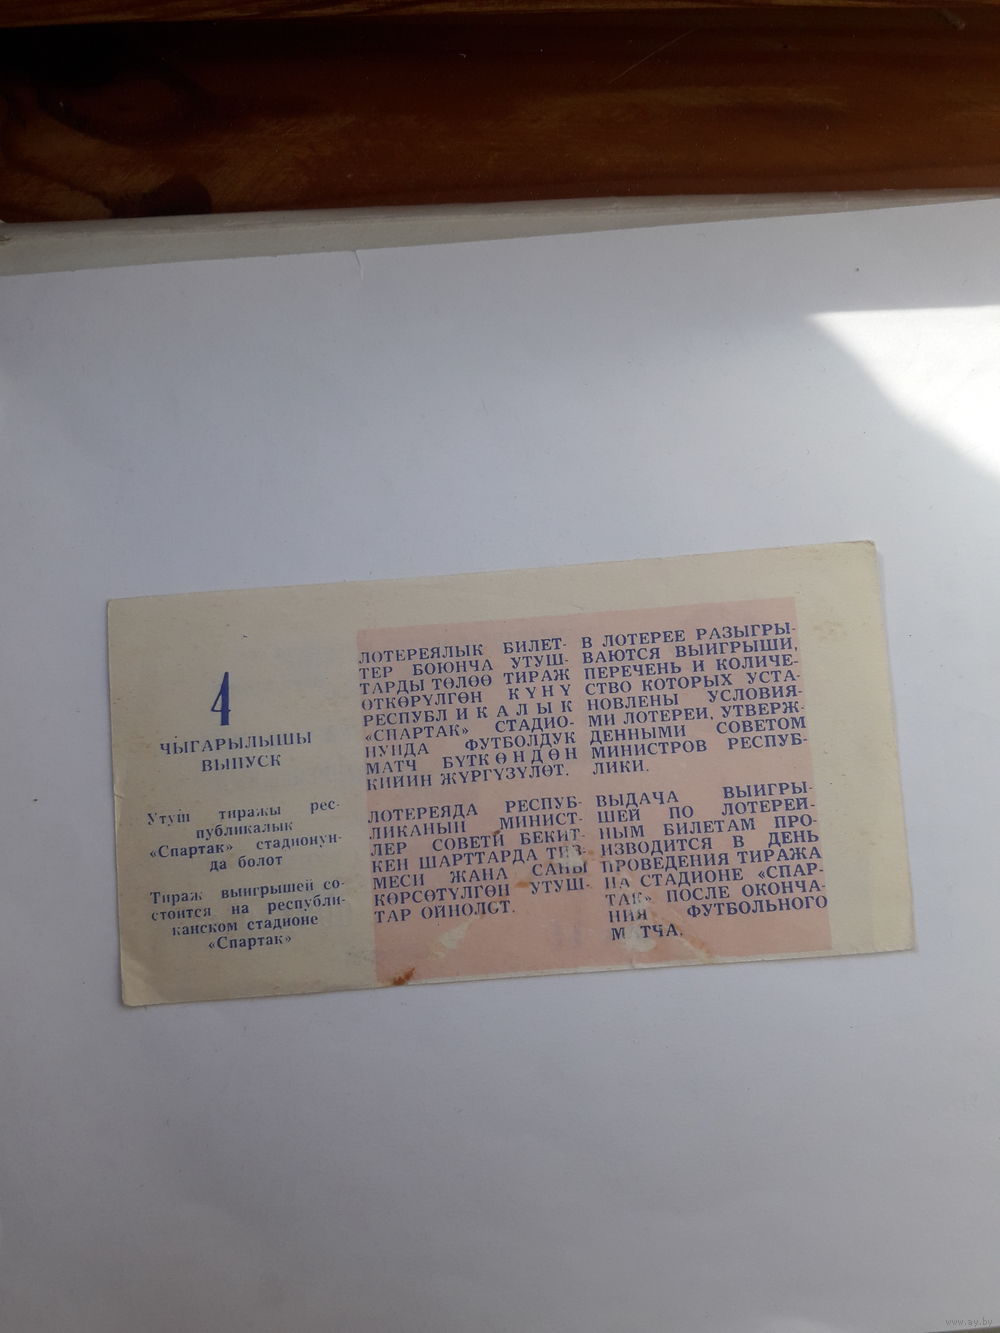 4
ЧЫГАРЫЛЫШЫ
ВЫПУСК
Утуш тиражы рес-
публикалык
«Спартак» стадионун-
да болот
Тираж выигрышей со-
стоится на республи-
канском стадионе
«Спартак»
ЛОТЕРЕЯЛЫК БИЛЕТ-
ТЕР БОЮНЧА УТУШ-
ТАРДЫ ТӨЛӨӨ ТИРАЖ
ӨТКӨРҮЛГӨН КҮНҮ
РЕСПУБЛИКАЛЫК
«СПАРТАК» СТАДИО-
НУНДА ФУТБОЛДУК
МАТЧ БҮТКӨНДӨН
КИЙИН ЖҮРГҮЗҮЛӨТ.
ЛОТЕРЕЯДА РЕСПУБ-
ЛИКАНЫН МИНИСТ-
ЛЕР СОВЕТИ БЕКИТ-
КЕН ШАРТТАРДА ТИЗ-
МЕСИ ЖАНА САНЫ
КӨРСӨТҮЛГӨН УТУШ-
ТАР ОЙНОЛОТ.
В ЛОТЕРЕЕ РАЗЫГРЫ-
ВАЮТСЯ ВЫИГРЫШИ,
ПЕРЕЧЕНЬ И КОЛИЧЕ-
СТВО КОТОРЫХ УСТА-
НОВЛЕНЫ УСЛОВИЯ-
МИ ЛОТЕРЕИ, УТВЕРЖ-
ДЕННЫМИ СОВЕТОМ
МИНИСТРОВ РЕСПУБ-
ЛИКИ.
ВЫДАЧА ВЫИГРЫ-
ШЕЙ ПО ЛОТЕРЕЙ-
НЫМ БИЛЕТАМ ПРО-
ИЗВОДИТСЯ В ДЕНЬ
ПРОВЕДЕНИЯ ТИРАЖА
НА СТАДИОНЕ «СПАР-
ТАК» ПОСЛЕ ОКОНЧА-
НИЯ ФУТБОЛЬНОГО
МАТЧА.
www.ay.by